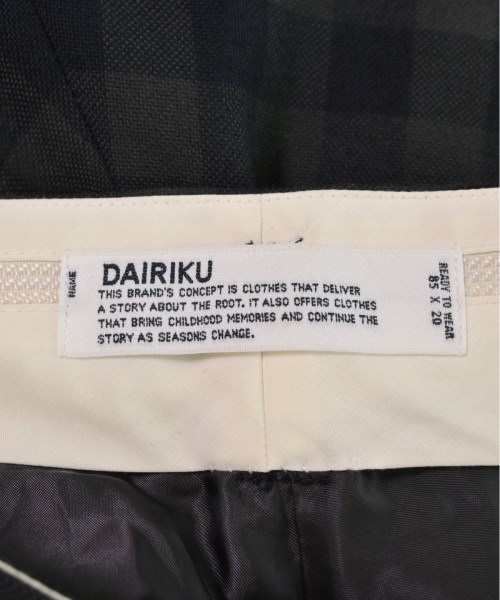 NAME
DAIRIKU
THIS BRAND'S CONCEPT IS CLOTHES THAT DELIVER
A STORY ABOUT THE ROOT. IT ALSO OFFERS CLOTHES
THAT BRING CHILDHOOD MEMORIES AND CONTINUE THE
STORY AS SEASONS CHANGE.
READY TO WEAR
85 X 20